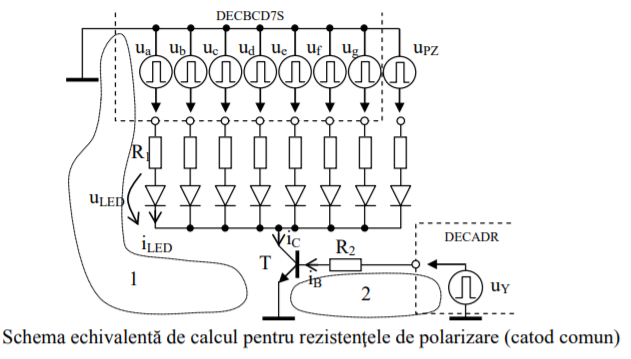 DECBCD7S
ua ub uc ud ue uf ug uPZ
R1
uLED
iLED
iC
R2
DECADR
T
iB
uY
1
2
Schema echivalentă de calcul pentru rezistenţele de polarizare (catod comun)